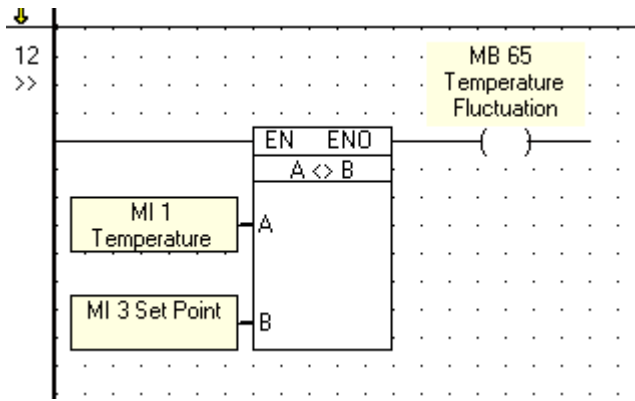 12
>>
MB 65
Temperature
Fluctuation
EN ENO
A <> B
MI 1
Temperature
A
MI 3 Set Point
B